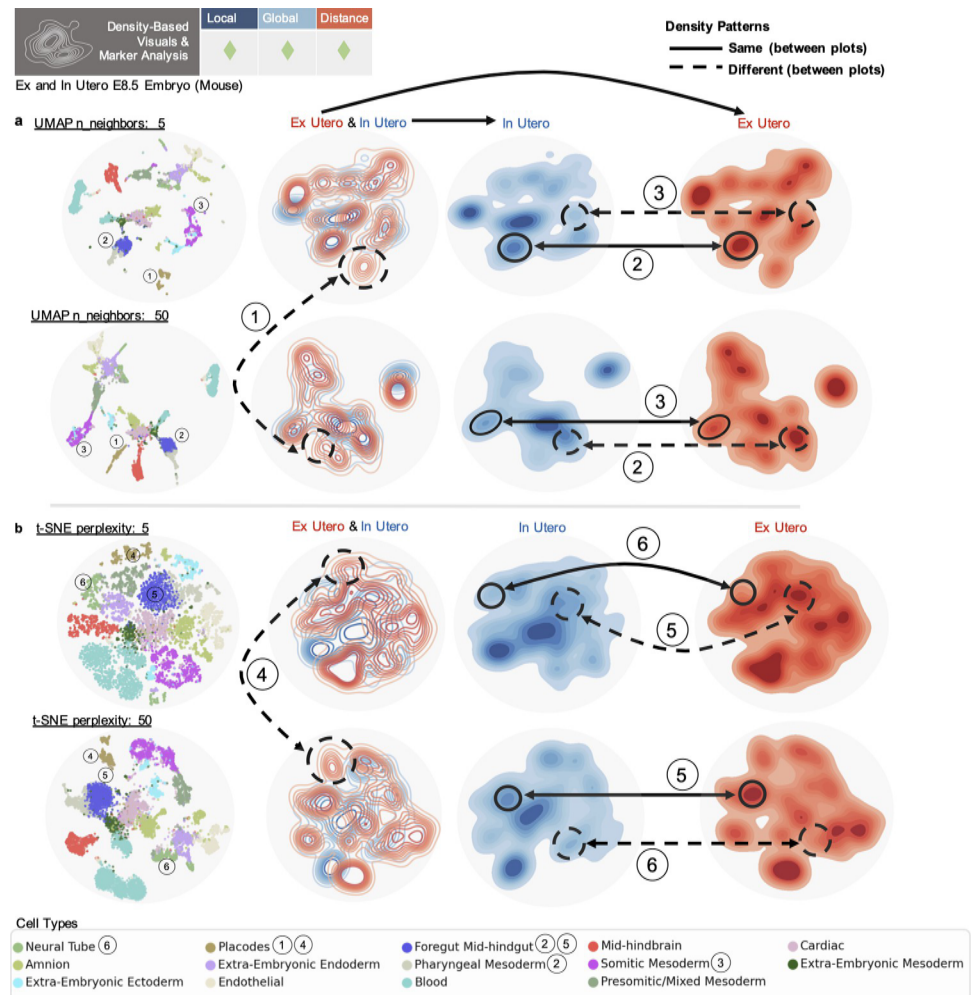 Density-Based
Visuals &
Marker Analysis
Local Global Distance
Ex and In Utero E8.5 Embryo (Mouse)
Density Patterns
Same (between plots)
Different (between plots)
a UMAP n_neighbors: 5
Ex Utero & In Utero
In Utero
Ex Utero
3
2
1
3
2
UMAP n_neighbors: 50
1
3
1
2
3
2
b t-SNE perplexity: 5
Ex Utero & In Utero
In Utero
Ex Utero
4
6
5
6
5
4
t-SNE perplexity: 50
4
5
6
5
6
Cell Types
Neural Tube 6
Placodes 1 4
Foregut Mid-hindgut 2 5
Mid-hindbrain
Cardiac
Amnion
Extra-Embryonic Endoderm
Pharyngeal Mesoderm 2
Somitic Mesoderm 3
Extra-Embryonic Mesoderm
Extra-Embryonic Ectoderm
Endothelial
Blood
Presomitic/Mixed Mesoderm